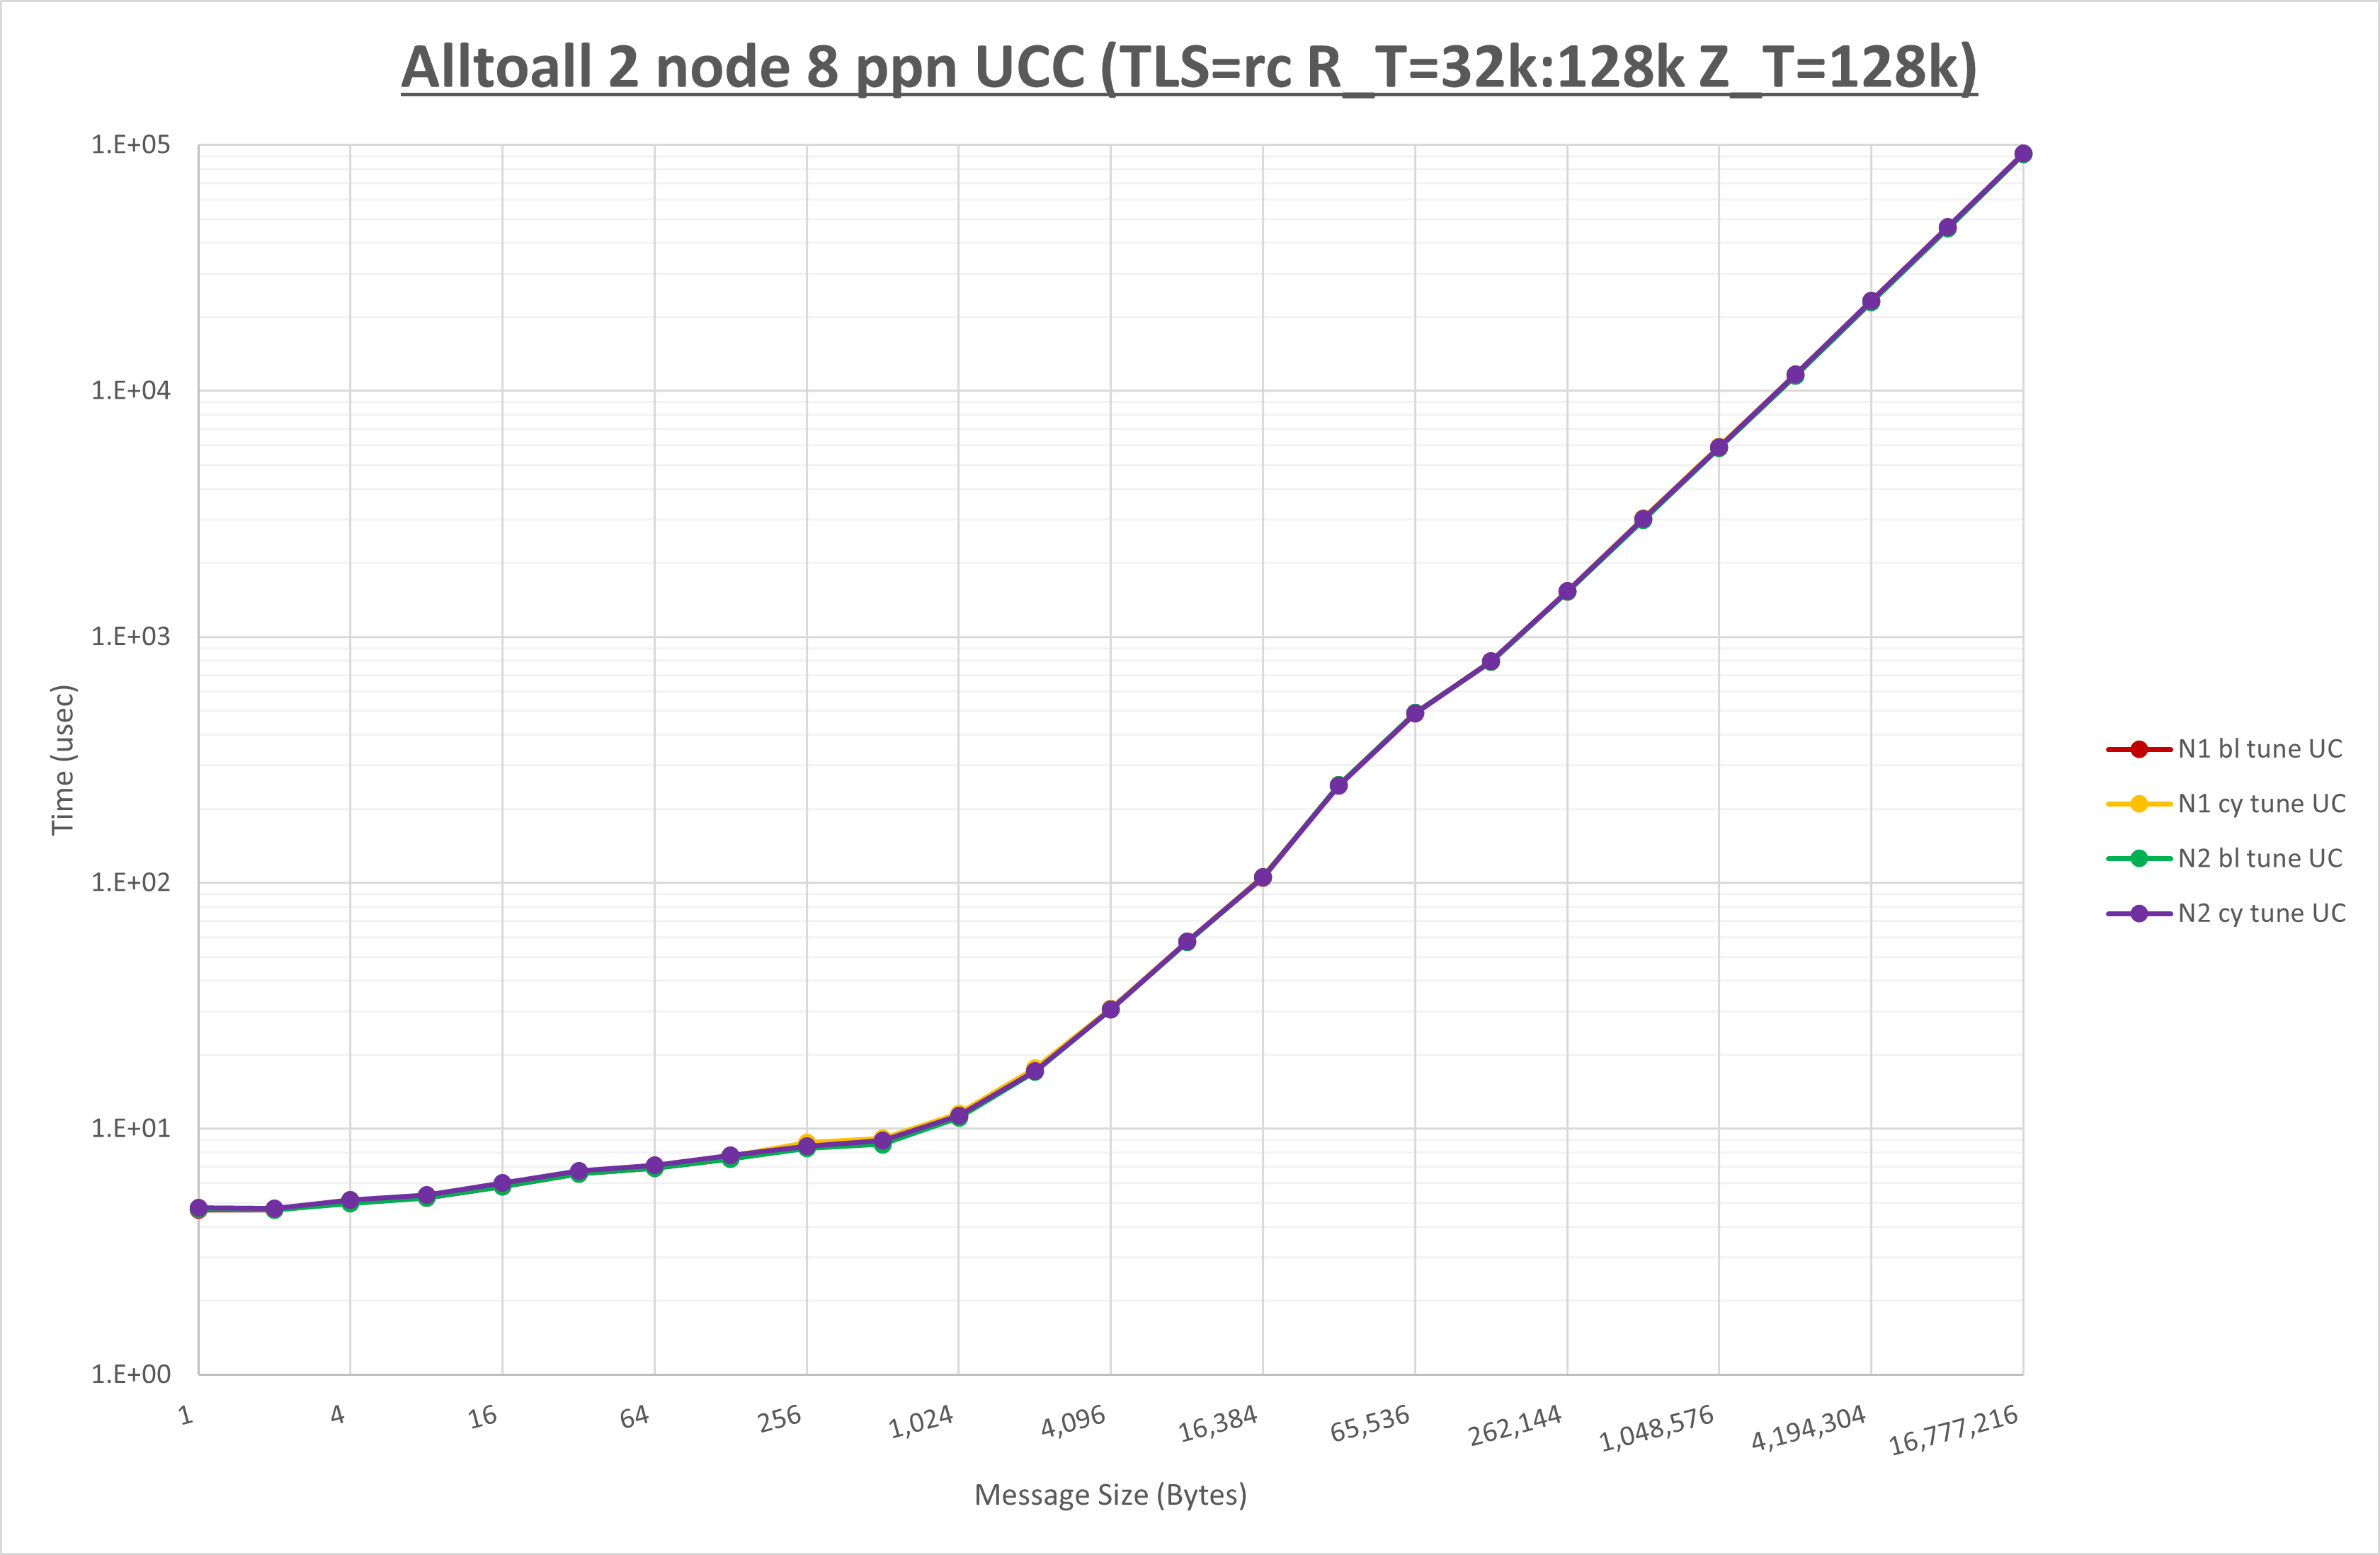 Alltoall 2 node 8 ppn UCC (TLS=rc R_T=32k:128k Z_T=128k)
1.E+05
1.E+04
1.E+03
1.E+02
1.E+01
1.E+00
Time (usec)
1
4
16
64
256
1,024
4,096
16,384
65,536
262,144
1,048,576
4,194,304
16,777,216
Message Size (Bytes)
N1 bl tune UC
N1 cy tune UC
N2 bl tune UC
N2 cy tune UC